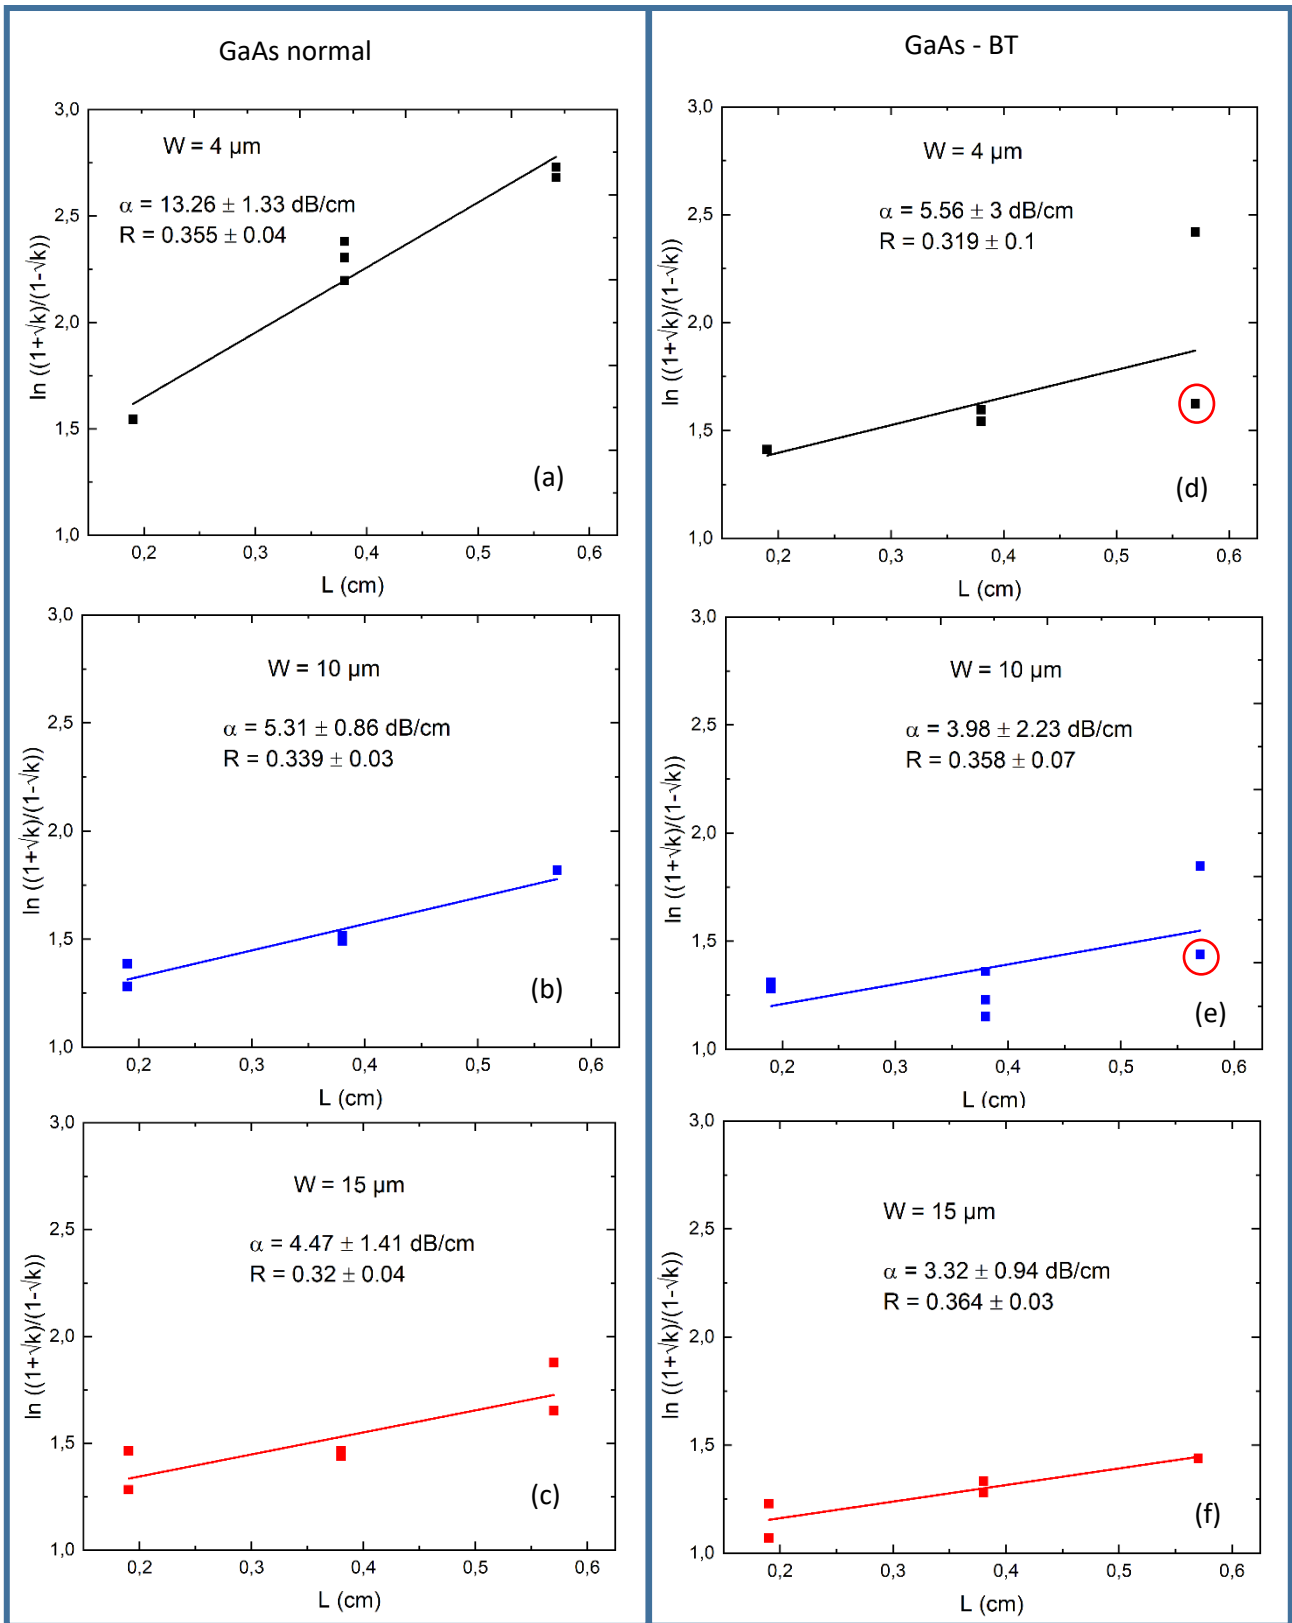 GaAs normal
3,0
2,5
2,0
1,5
1,0
ln ((1+√k)/(1-√k))
W = 4 µm
α = 13.26 ± 1.33 dB/cm
R = 0.355 ± 0.04
(a)
0,2 0,3 0,4 0,5 0,6
L (cm)
3,0
2,5
2,0
1,5
1,0
ln ((1+√k)/(1-√k))
W = 10 µm
α = 5.31 ± 0.86 dB/cm
R = 0.339 ± 0.03
(b)
0,2 0,3 0,4 0,5 0,6
L (cm)
3,0
2,5
2,0
1,5
1,0
ln ((1+√k)/(1-√k))
W = 15 µm
α = 4.47 ± 1.41 dB/cm
R = 0.32 ± 0.04
(c)
0,2 0,3 0,4 0,5 0,6
L (cm)
GaAs - BT
3,0
2,5
2,0
1,5
1,0
ln ((1+√k)/(1-√k))
W = 4 µm
α = 5.56 ± 3 dB/cm
R = 0.319 ± 0.1
(d)
0,2 0,3 0,4 0,5 0,6
L (cm)
3,0
2,5
2,0
1,5
1,0
ln ((1+√k)/(1-√k))
W = 10 µm
α = 3.98 ± 2.23 dB/cm
R = 0.358 ± 0.07
(e)
0,2 0,3 0,4 0,5 0,6
L (cm)
3,0
2,5
2,0
1,5
1,0
ln ((1+√k)/(1-√k))
W = 15 µm
α = 3.32 ± 0.94 dB/cm
R = 0.364 ± 0.03
(f)
0,2 0,3 0,4 0,5 0,6
L (cm)